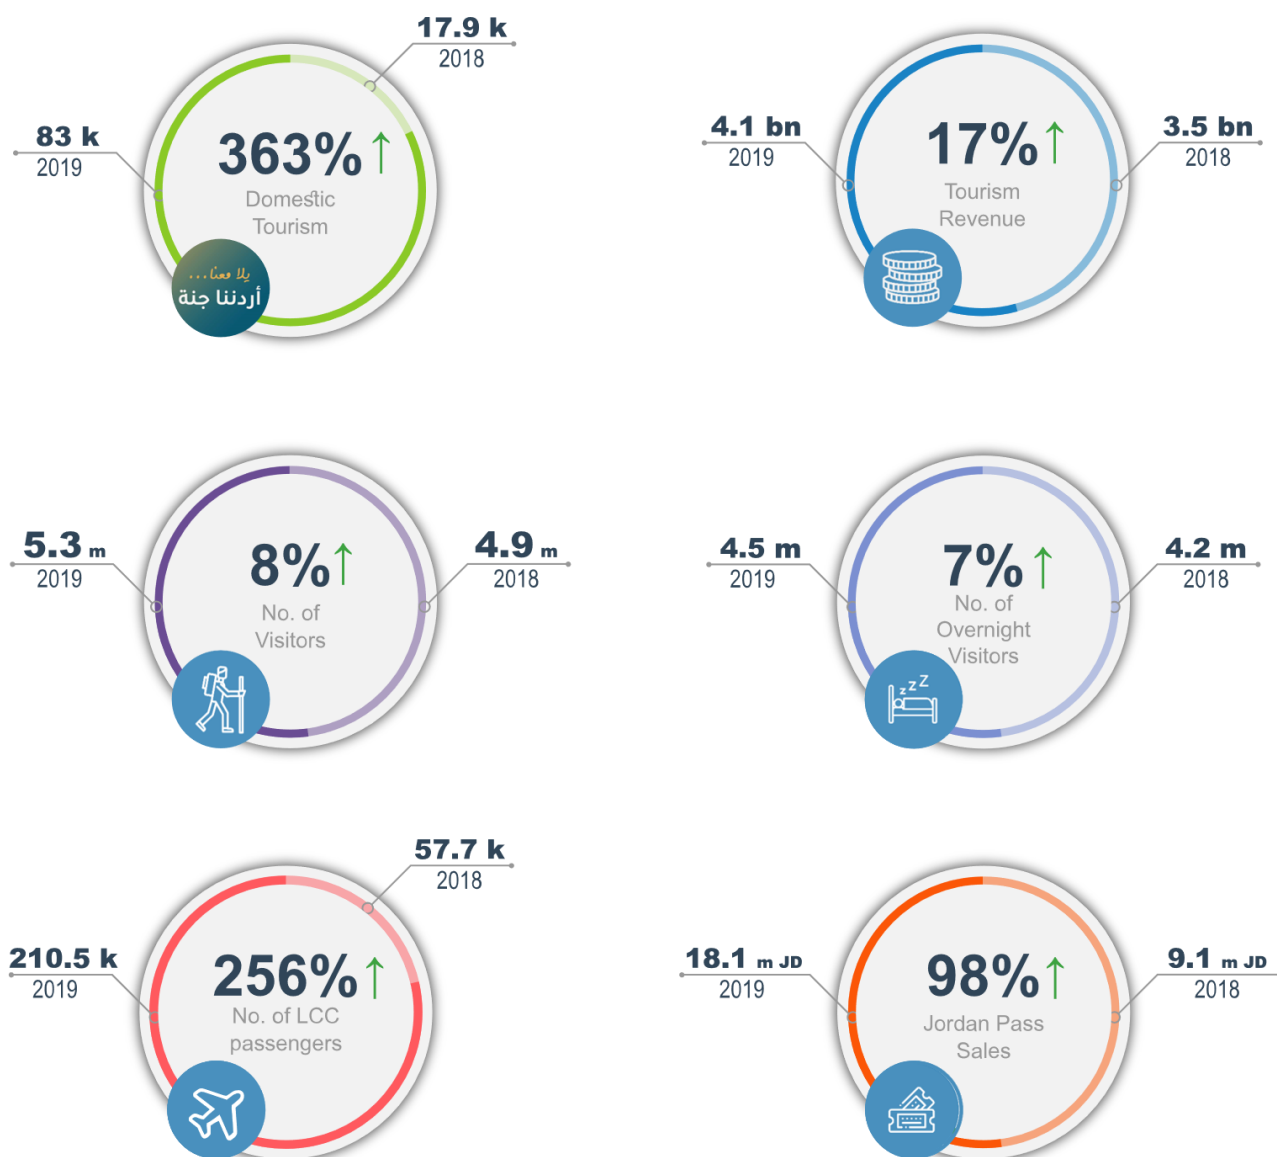 17.9 k
2018
83 k
2019
363%↑
Domestic
Tourism
يلا معنا...
أردننا جنة
4.1 bn
2019
3.5 bn
2018
17%↑
Tourism
Revenue
5.3 m
2019
4.9 m
2018
8%↑
No. of
Visitors
4.5 m
2019
4.2 m
2018
7%↑
No. of
Overnight
Visitors
zzZ
57.7 k
2018
210.5 k
2019
256%↑
No. of LCC
passengers
18.1 m JD
2019
9.1 m JD
2018
98%↑
Jordan Pass
Sales